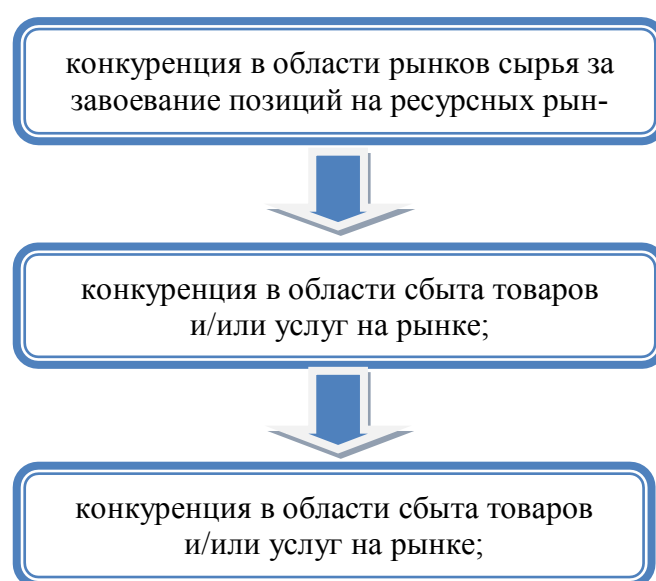 конкуренция в области рынков сырья за
завоевание позиций на ресурсных рын-
конкуренция в области сбыта товаров
и/или услуг на рынке;
конкуренция в области сбыта товаров
и/или услуг на рынке;